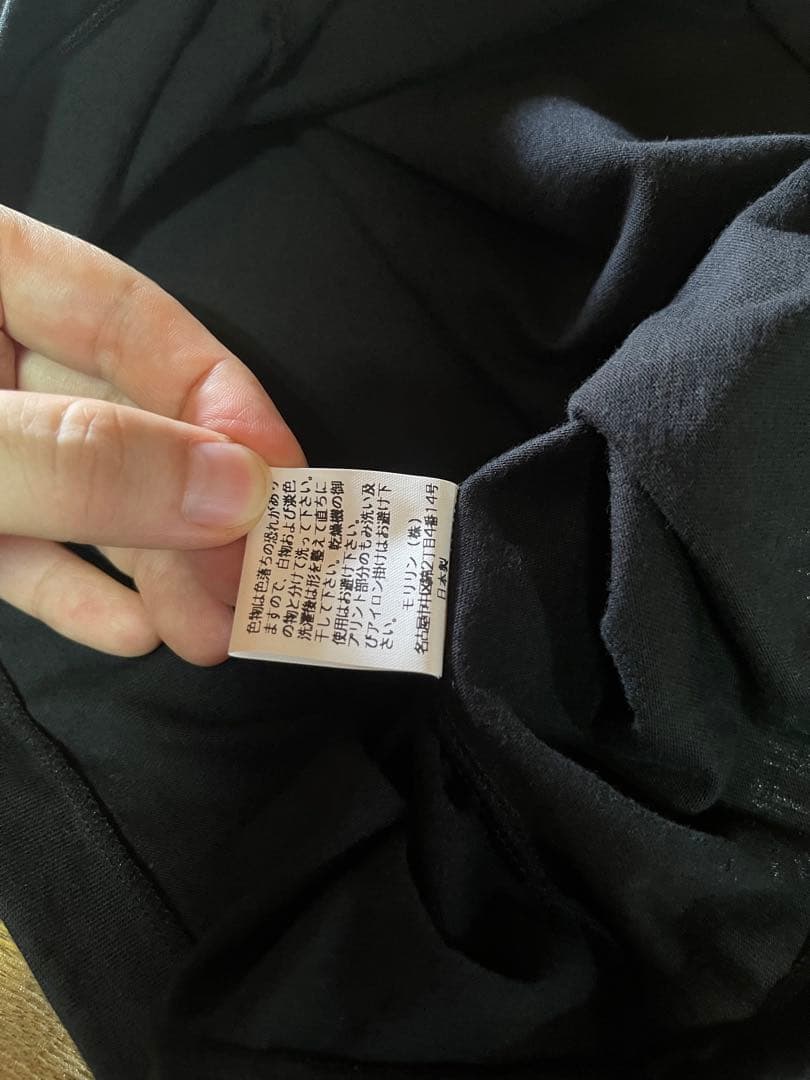 色物は色落ちの恐れがあり
ますので、白物および淡色
の物と分けて洗って下さい。
洗濯後は形を整えて直ちに
干して下さい。乾燥機の御
使用はお避け下さい。
プリント部分のもみ洗い及
びアイロン掛けはお避け下
さい。
モリリン(株)
名古屋市中区錦2丁目4番14号
日本製